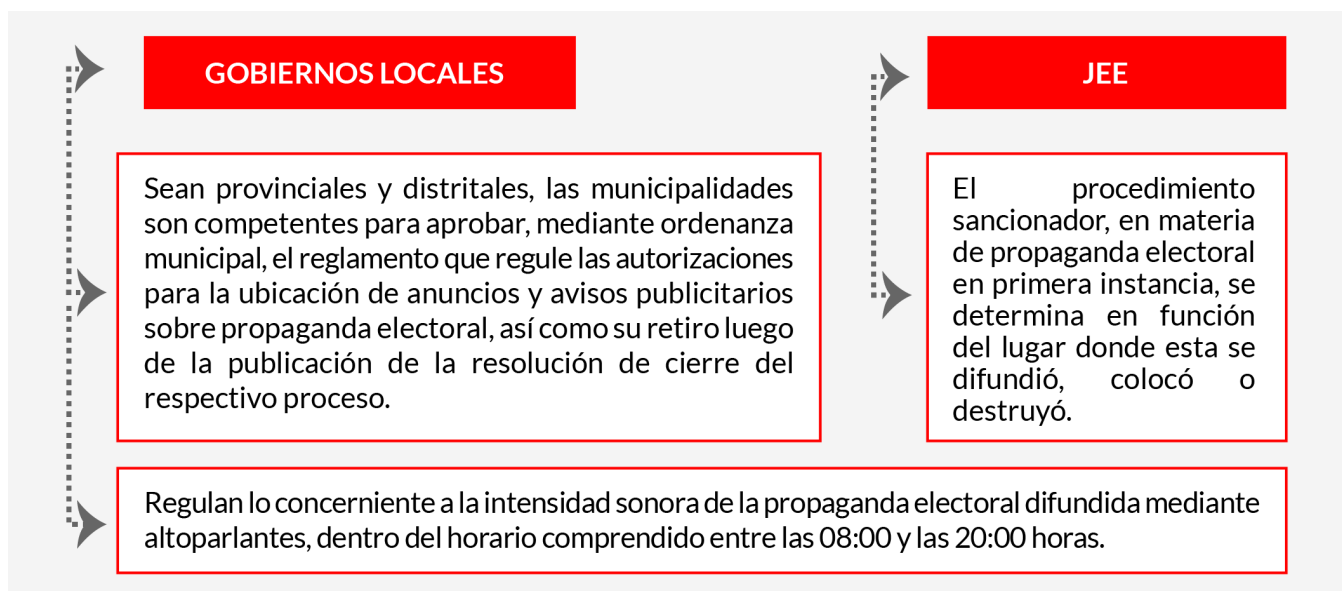 GOBIERNOS LOCALES
Sean provinciales y distritales, las municipalidades
son competentes para aprobar, mediante ordenanza
municipal, el reglamento que regule las autorizaciones
para la ubicación de anuncios y avisos publicitarios
sobre propaganda electoral, así como su retiro luego
de la publicación de la resolución de cierre del
respectivo proceso.
JEE
El procedimiento
sancionador, en materia
de propaganda electoral
en primera instancia, se
determina en función
del lugar donde esta se
difundió, colocó o
destruyó.
Regulan lo concerniente a la intensidad sonora de la propaganda electoral difundida mediante
altoparlantes, dentro del horario comprendido entre las 08:00 y las 20:00 horas.